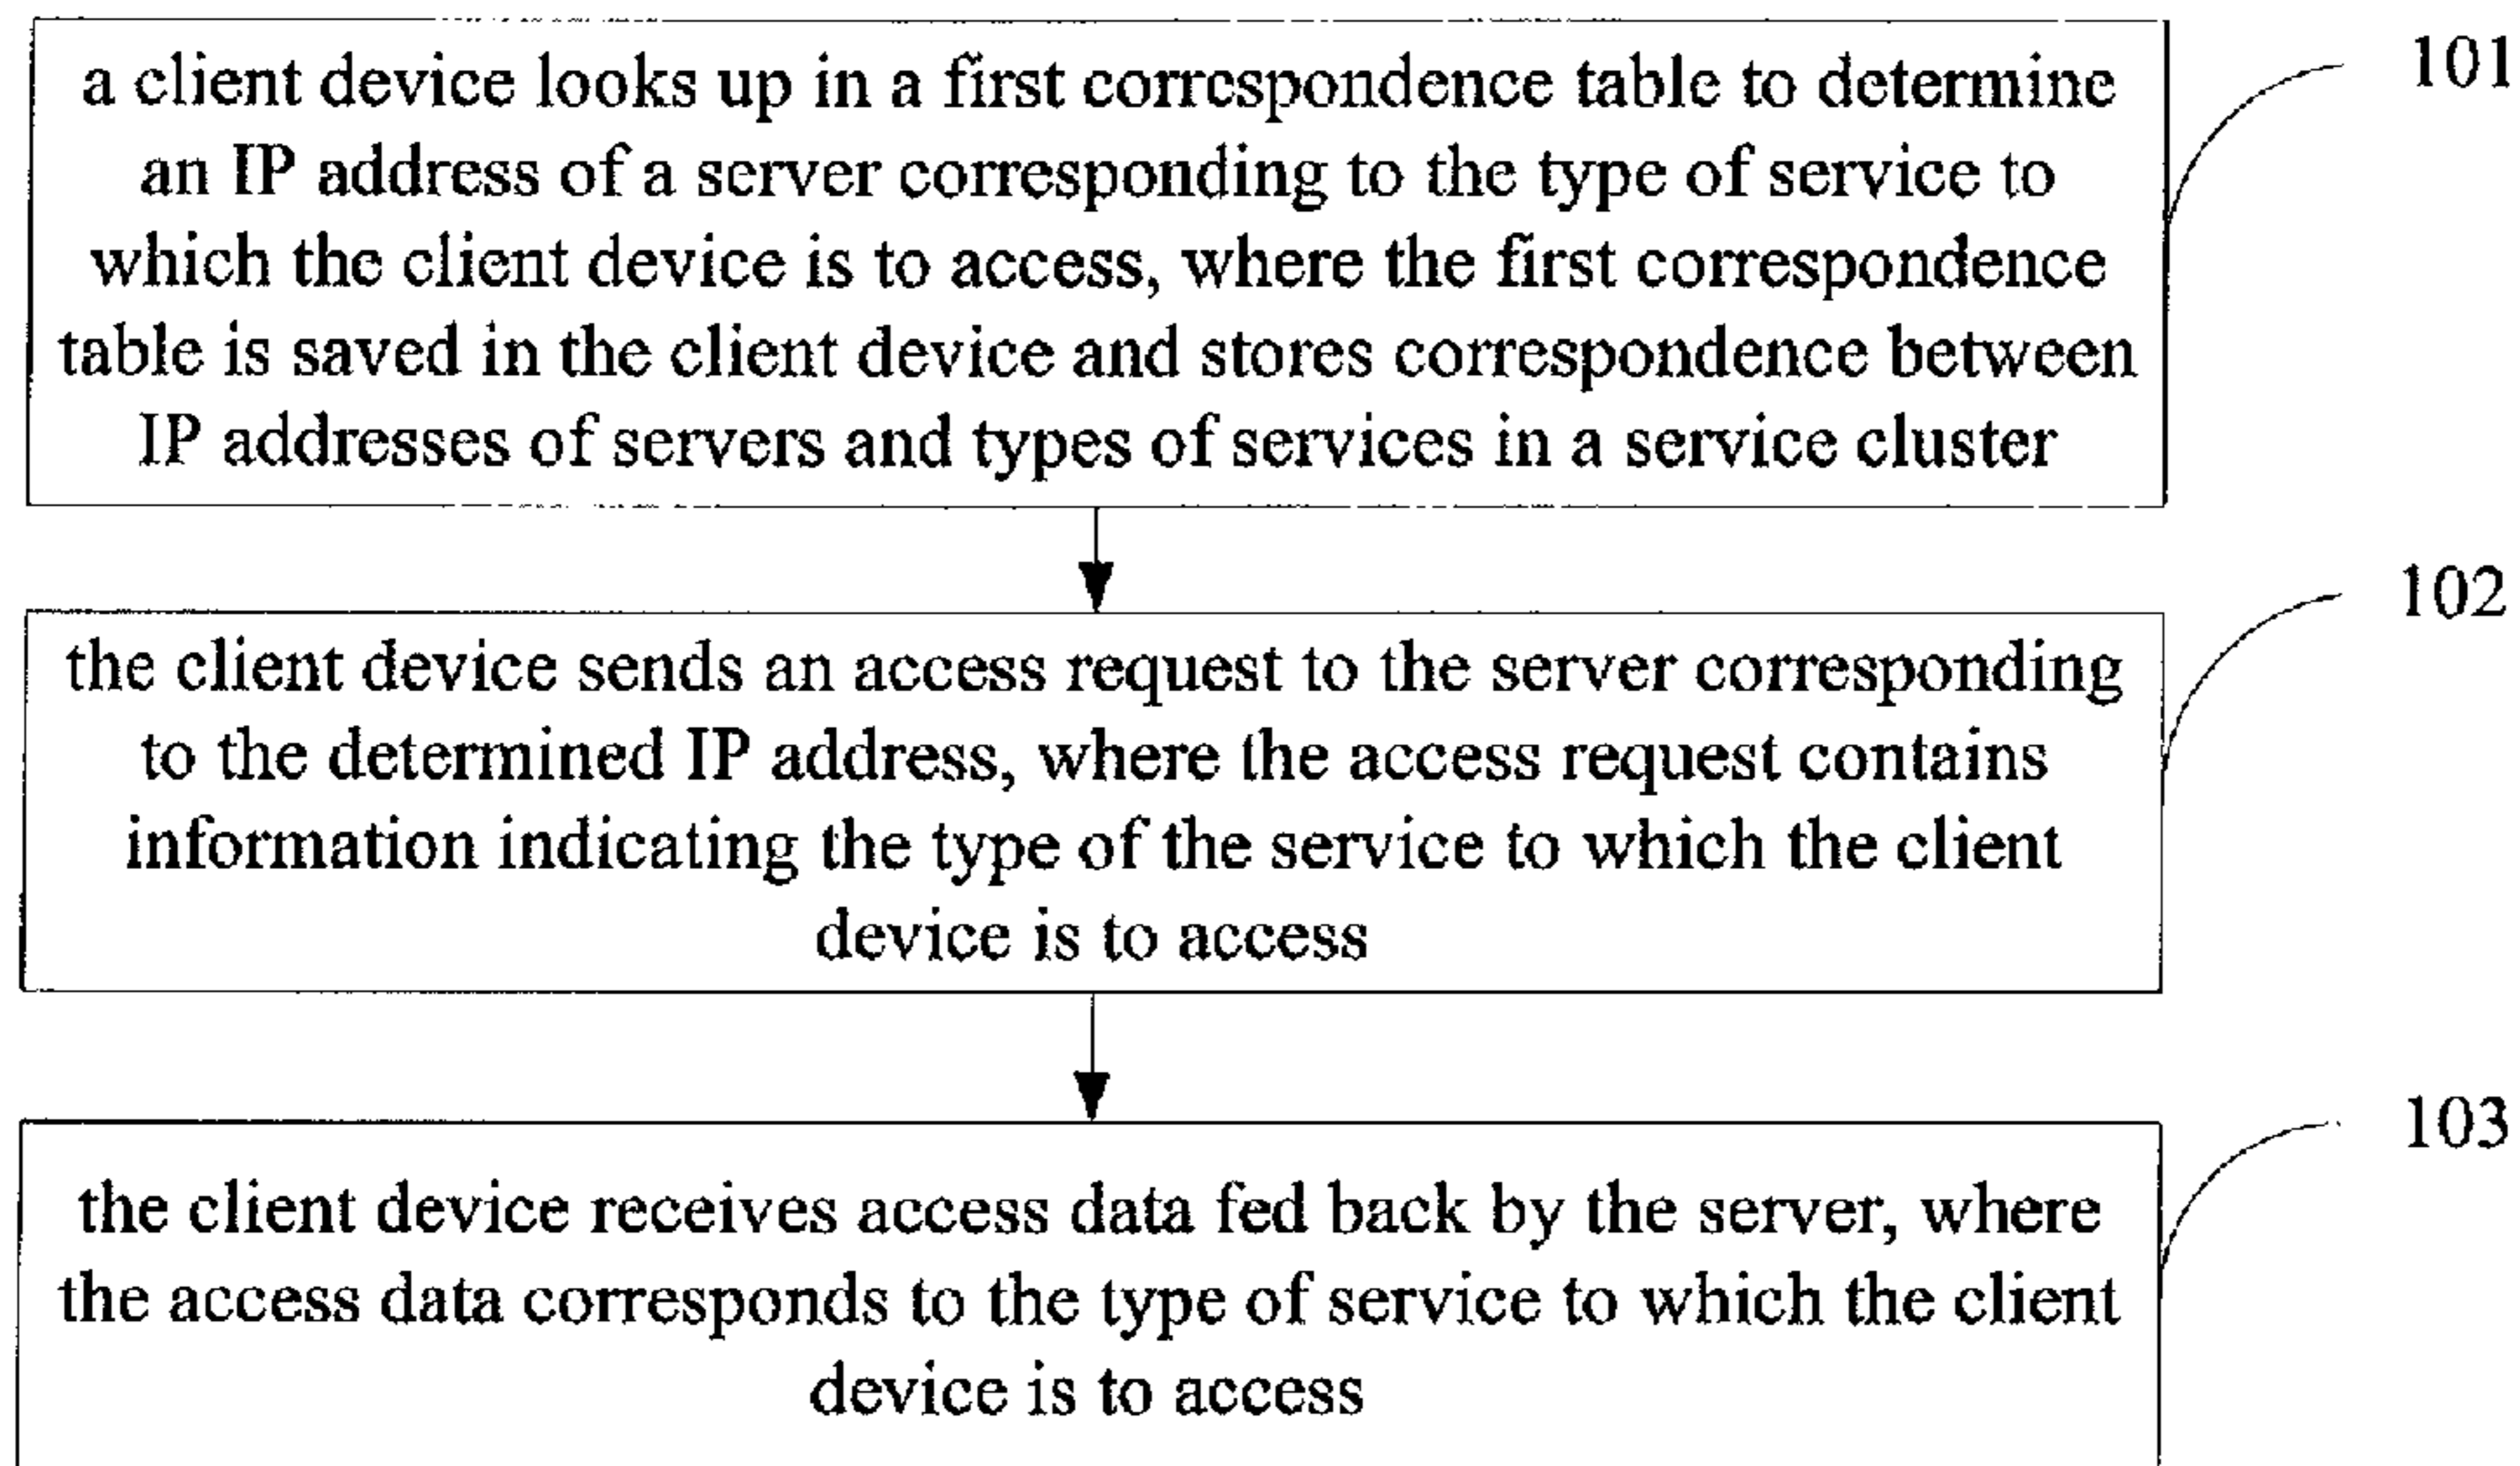 a client device looks up in a first correspondence table to determine
101
an IP address of a server corresponding to the type of service to
which the client device is to access, where the first correspondence
table is saved in the client device and stores correspondence between
IP addresses of servers and types of services in a service cluster
102
the client device sends an access request to the server corresponding
to the determined IP address, where the access request contains
information indicating the type of the service to which the client
device is to access
103
the client device receives access data fed back by the server, where
the access data corresponds to the type of service to which the client
device is to access